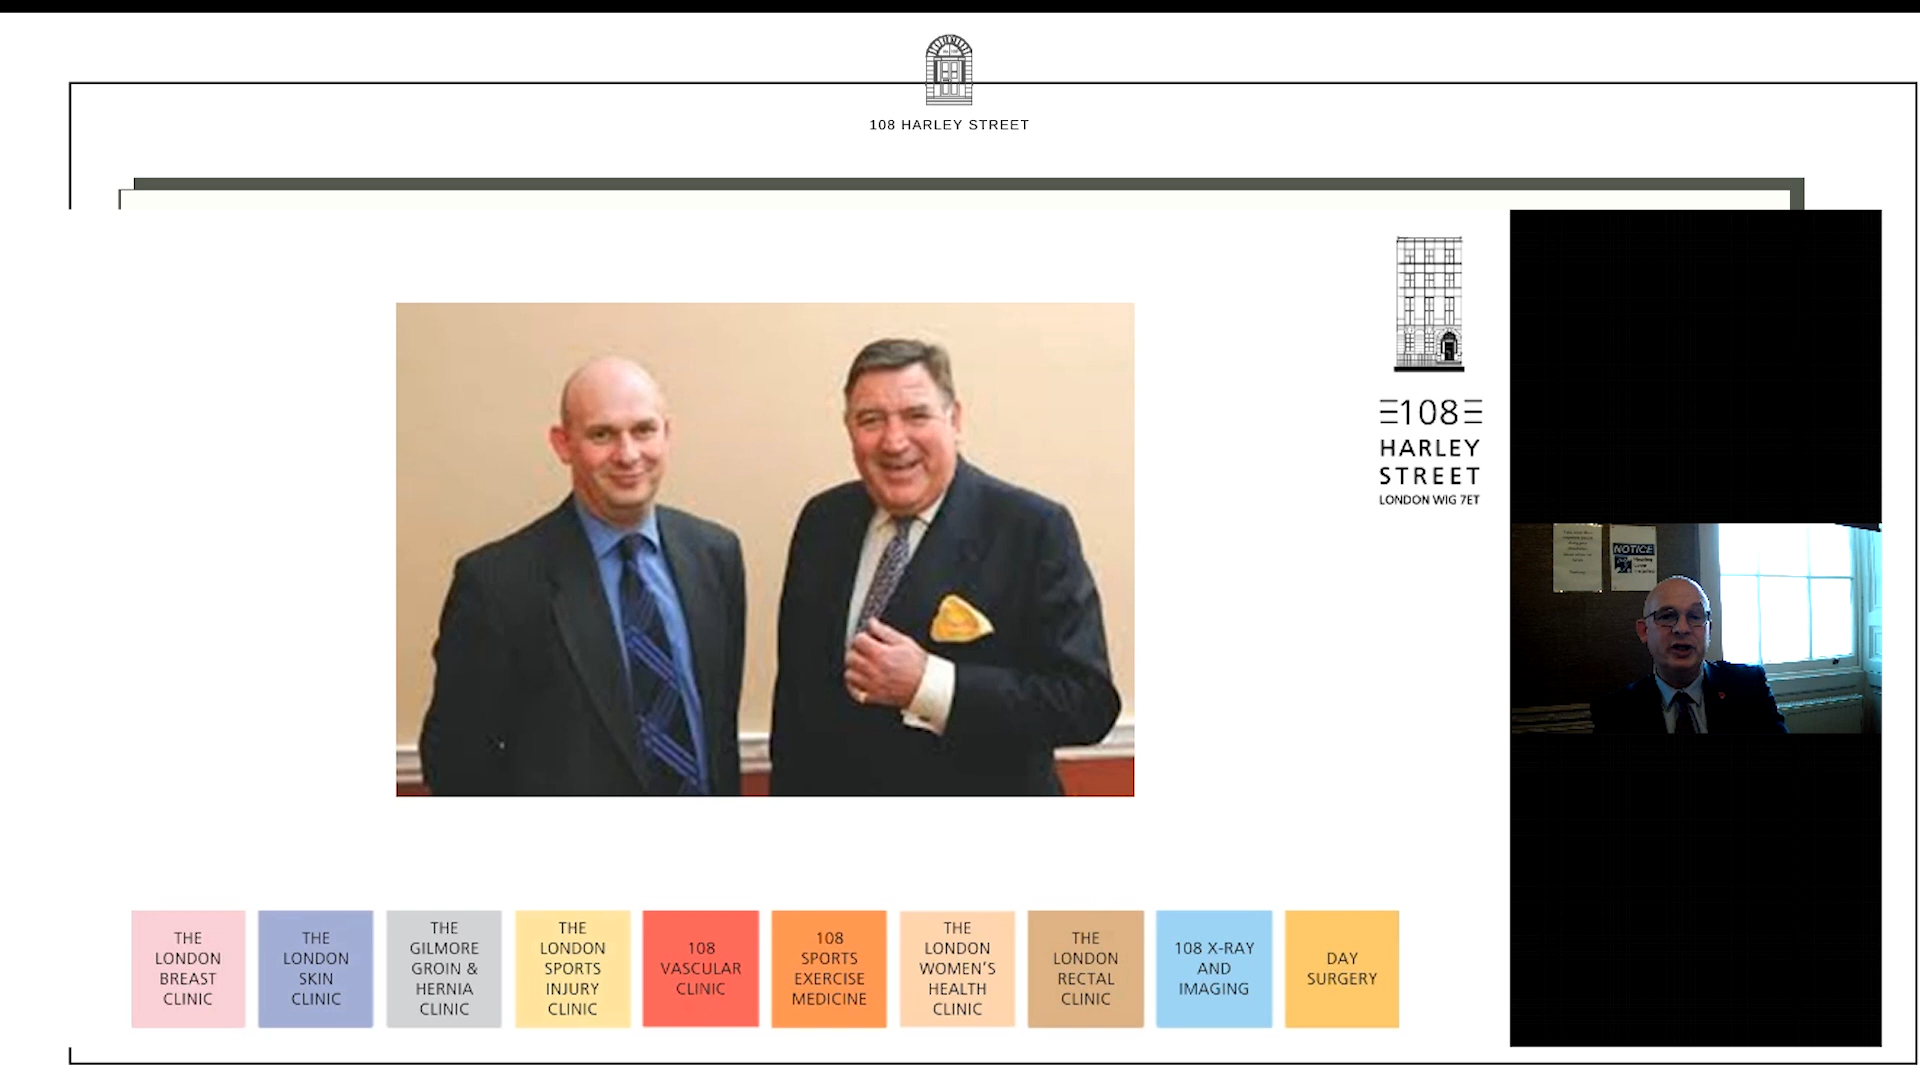 108 HARLEY STREET
108
HARLEY
STREET
LONDON WIG 7ET
NOTICE
THE
LONDON
BREAST
CLINIC
THE
LONDON
SKIN
CLINIC
THE
GILMORE
GROIN &
HERNIA
CLINIC
THE
LONDON
SPORTS
INJURY
CLINIC
108
VASCULAR
CLINIC
108
SPORTS
EXERCISE
MEDICINE
THE
LONDON
WOMEN'S
HEALTH
CLINIC
THE
LONDON
RECTAL
CLINIC
108 X-RAY
AND
IMAGING
DAY
SURGERY